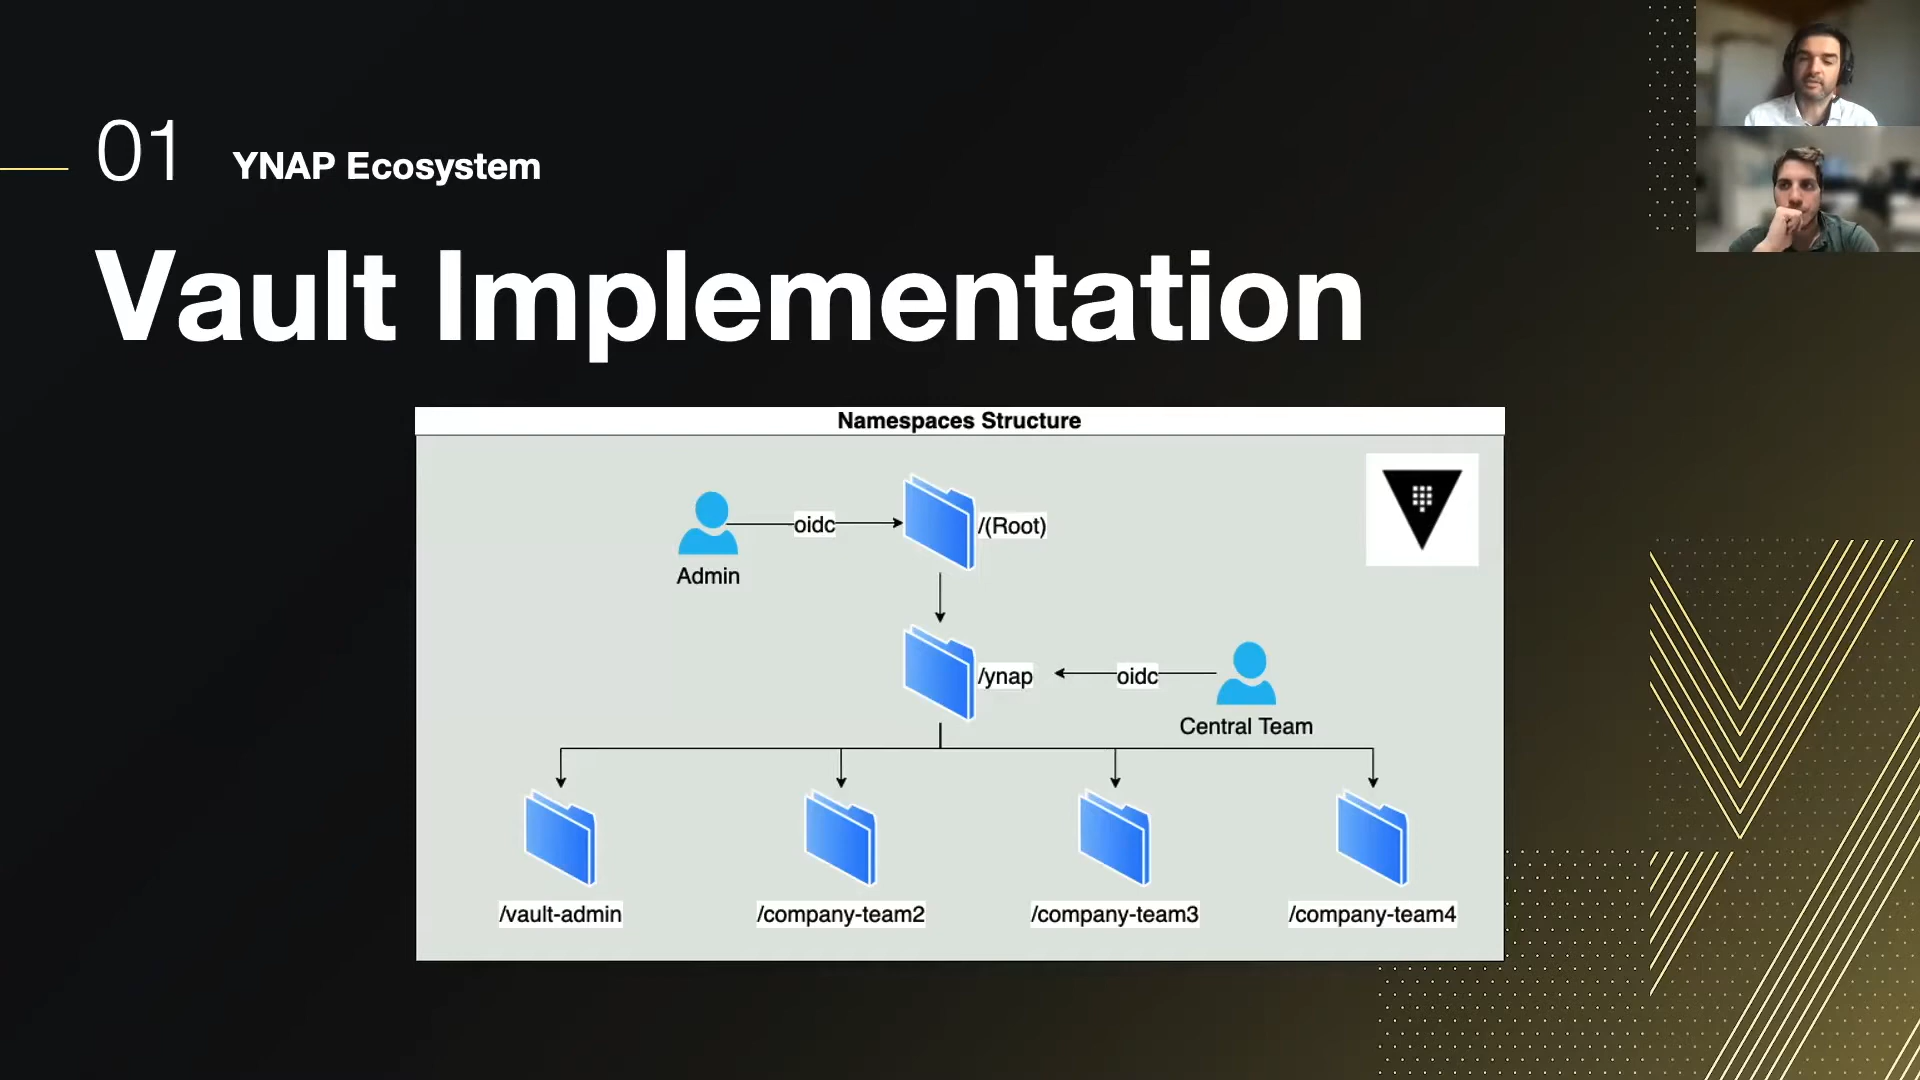 01 YNAP Ecosystem
Vault Implementation
Namespaces Structure
oidc
/(Root)
Admin
/ynap
oidc
Central Team
/vault-admin
/company-team2
/company-team3
/company-team4